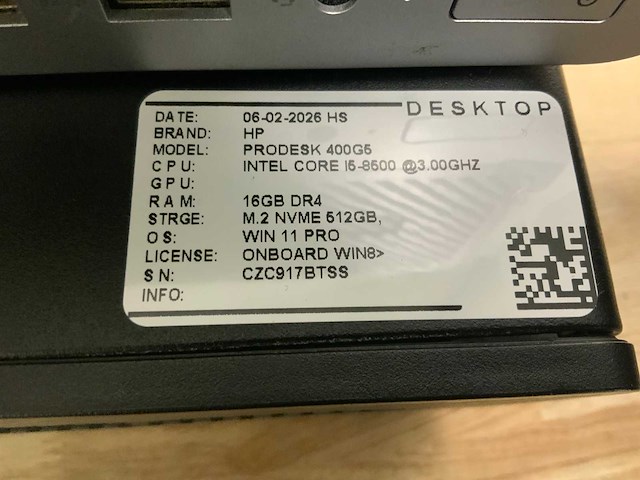 DESKTOP
DATE: 06-02-2026 HS
BRAND: HP
MODEL: PRODESK 400G5
CPU: INTEL CORE I5-8500 @3.00GHZ
GPU:
RAM: 16GB DR4
STRGE: M.2 NVME 512GB,
OS: WIN 11 PRO
LICENSE: ONBOARD WIN8>
SN: CZC917BTSS
INFO: